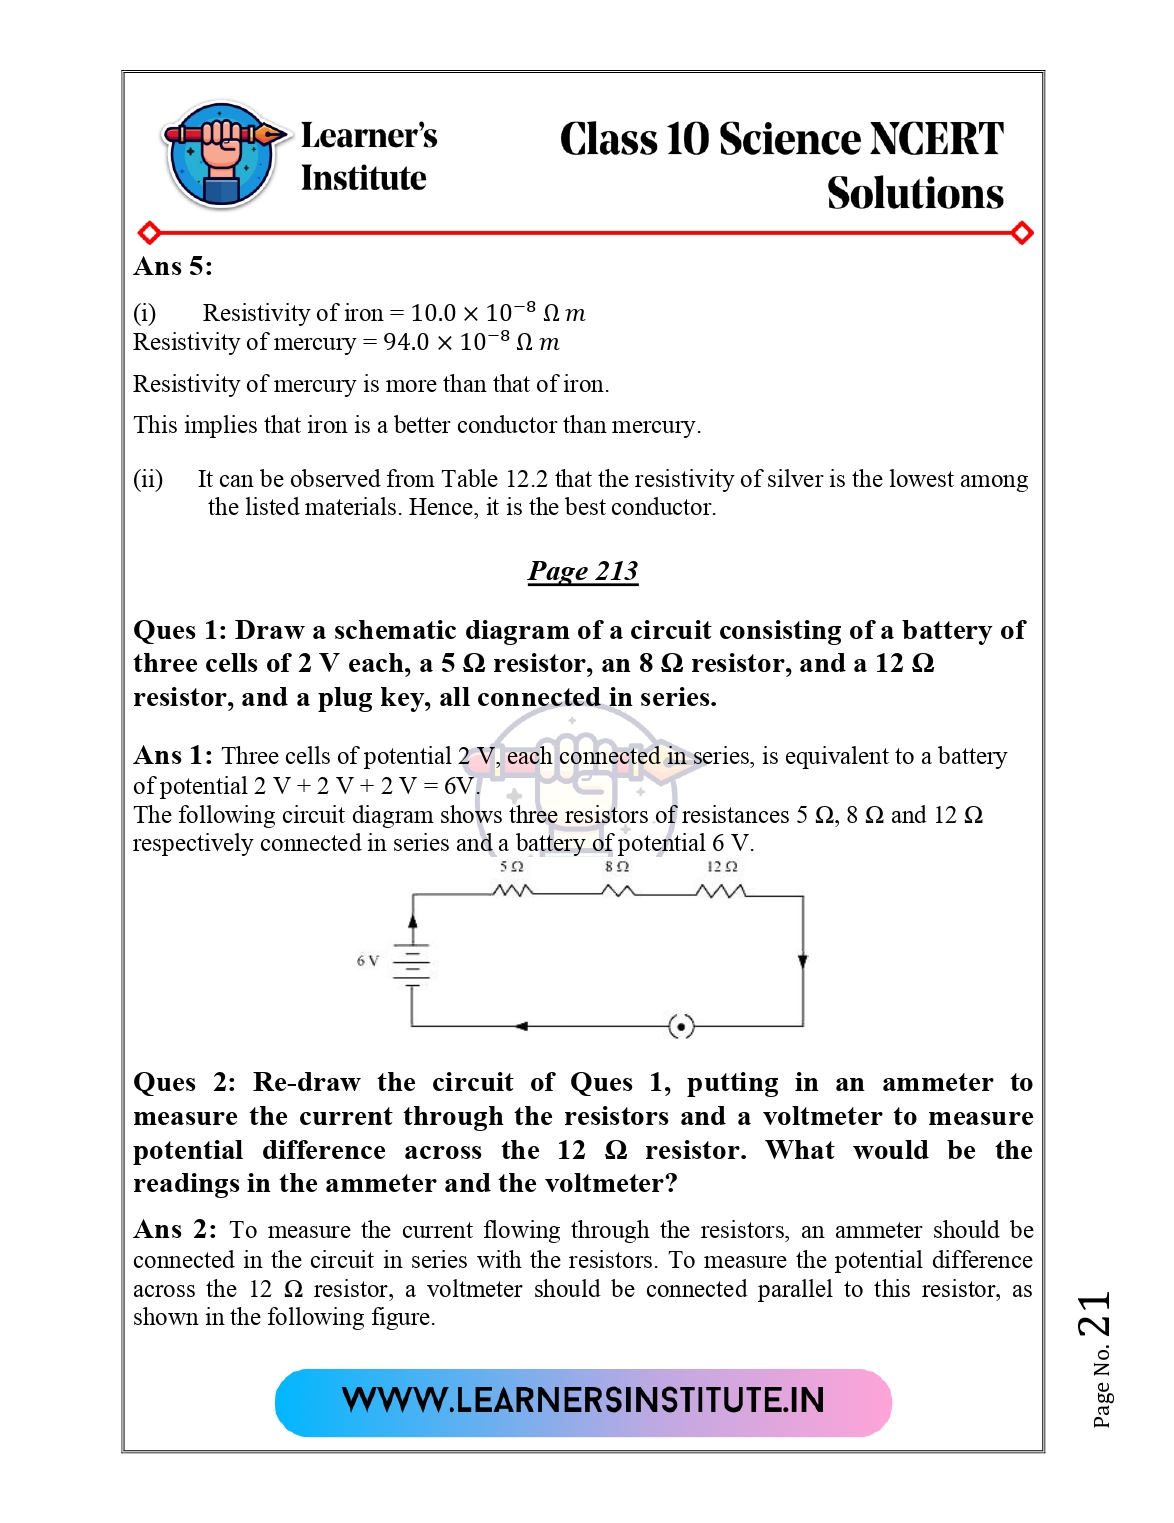 Learner's
Institute
Class 10 Science NCERT
Solutions
Ans 5:
(i) Resistivity of iron = 10.0 × 10⁻⁸ Ω m
Resistivity of mercury = 94.0 × 10⁻⁸ Ω m
Resistivity of mercury is more than that of iron.
This implies that iron is a better conductor than mercury.
(ii) It can be observed from Table 12.2 that the resistivity of silver is the lowest among
the listed materials. Hence, it is the best conductor.
Page 213
Ques 1: Draw a schematic diagram of a circuit consisting of a battery of
three cells of 2 V each, a 5 Ω resistor, an 8 Ω resistor, and a 12 Ω
resistor, and a plug key, all connected in series.
Ans 1: Three cells of potential 2 V, each connected in series, is equivalent to a battery
of potential 2 V + 2 V + 2 V = 6V.
The following circuit diagram shows three resistors of resistances 5 Ω, 8 Ω and 12 Ω
respectively connected in series and a battery of potential 6 V.
5 Ω 8 Ω 12 Ω
6 V
Ques 2: Re-draw the circuit of Ques 1, putting in an ammeter to
measure the current through the resistors and a voltmeter to measure
potential difference across the 12 Ω resistor. What would be the
readings in the ammeter and the voltmeter?
Ans 2: To measure the current flowing through the resistors, an ammeter should be
connected in the circuit in series with the resistors. To measure the potential difference
across the 12 Ω resistor, a voltmeter should be connected parallel to this resistor, as
shown in the following figure.
WWW.LEARNERSINSTITUTE.IN
Page No. 21